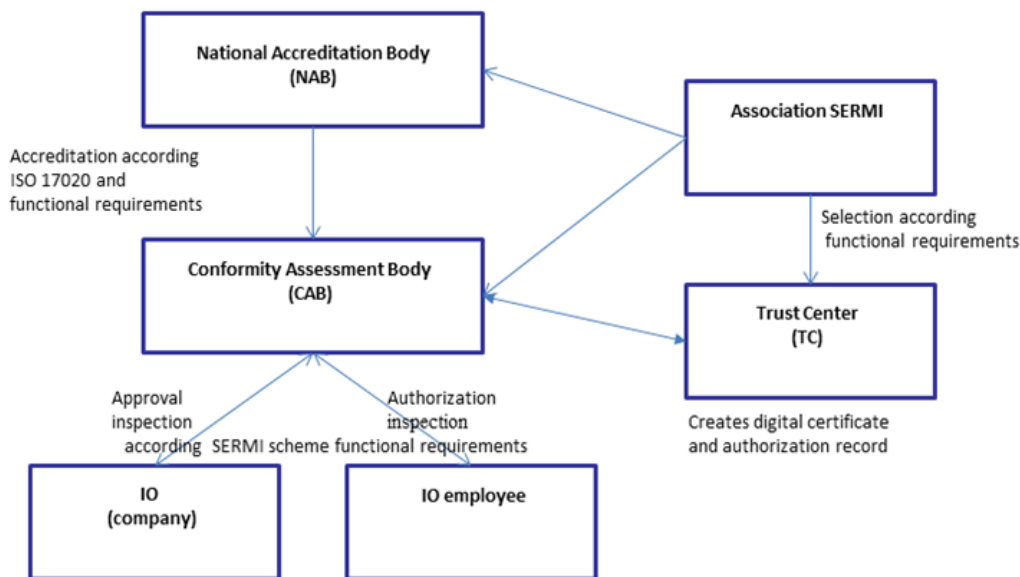 National Accreditation Body
(NAB)
Association SERMI
Accreditation according
ISO 17020 and
functional requirements
Selection according
functional requirements
Conformity Assessment Body
(CAB)
Trust Center
(TC)
Approval
inspection
according
Authorization
inspection
SERMI scheme functional requirements
Creates digital certificate
and authorization record
IO
(company)
IO employee